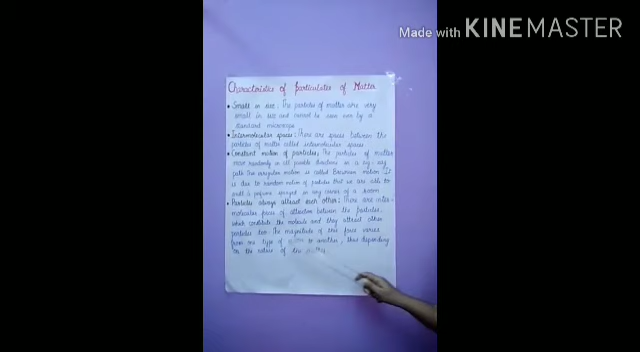 Made with KINEMASTER
Characteristics of Particulates of Matter
• Small in size : The particles of matter are very
small in size and cannot be seen even by a
standard microscope.
• Intermolecular spaces : There are spaces between the
particles of matter called intermolecular spaces
• Constant motion of particles : The particles of matter
move randomly in all possible directions in a zig-zag
path. This irregular motion is called Brownian motion. It
is due to random motion of particles that we are able to
smell a perfume sprayed in any corner of a room
• Particles always attract each other : There are inter-
molecular forces of attraction between the particles,
which constitute the molecule and they attract other
particles too. The magnitude of this force varies
from one type of matter to another, thus depending
on the nature of the matter.